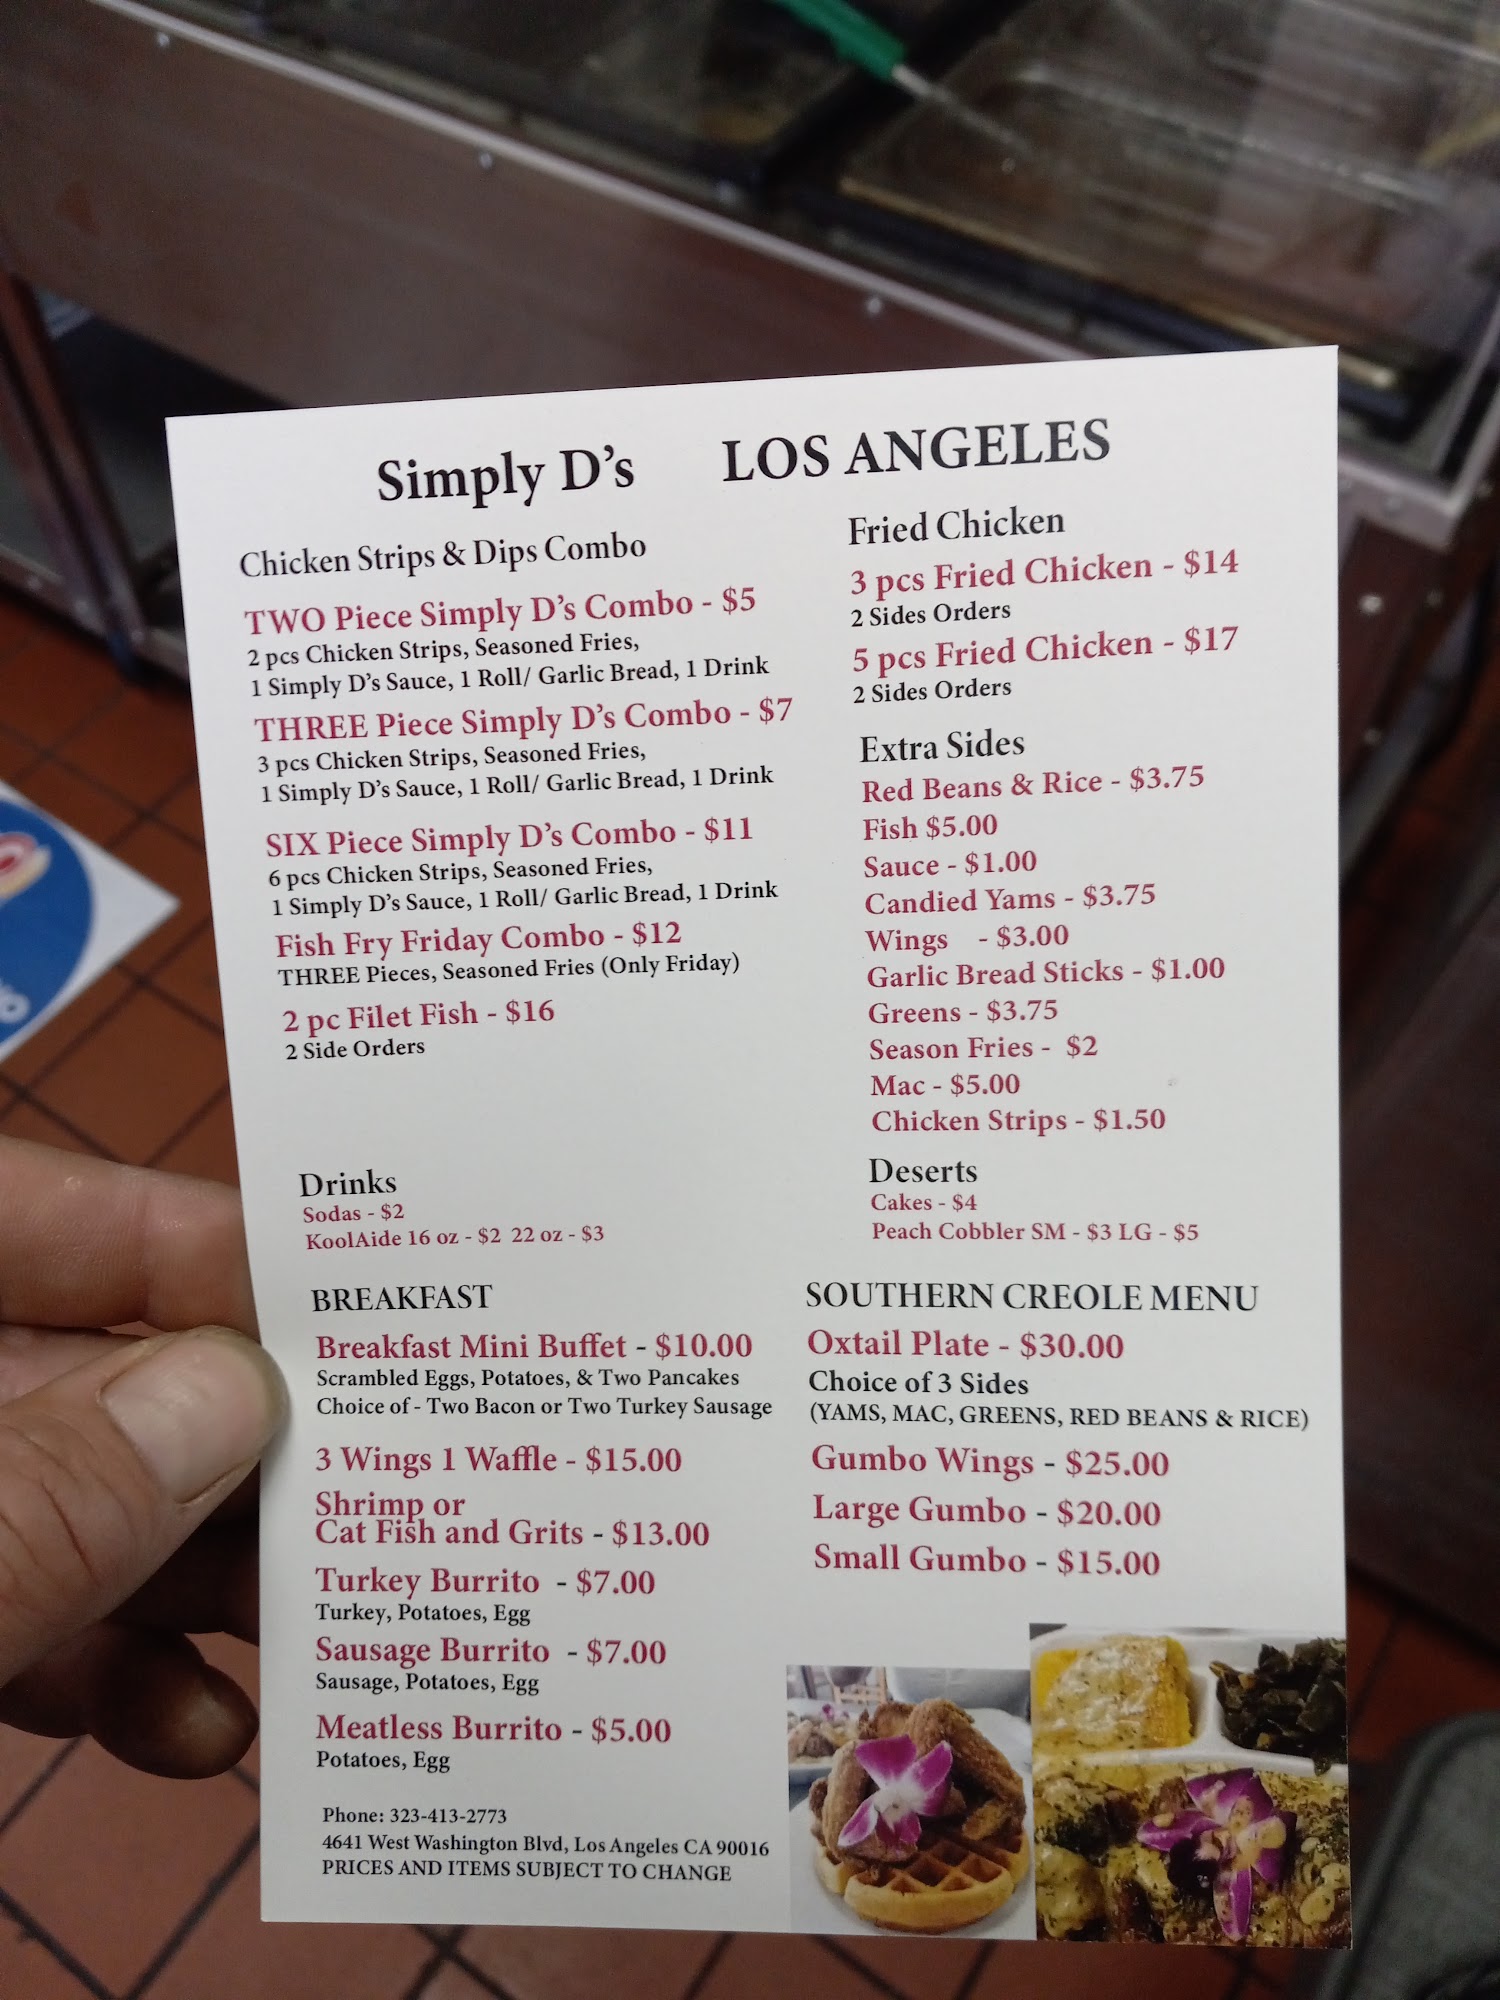 Simply D's LOS ANGELES
Chicken Strips & Dips Combo
TWO Piece Simply D's Combo - $5
2 pcs Chicken Strips, Seasoned Fries,
1 Simply D's Sauce, 1 Roll/ Garlic Bread, 1 Drink
THREE Piece Simply D's Combo - $7
3 pcs Chicken Strips, Seasoned Fries,
1 Simply D's Sauce, 1 Roll/ Garlic Bread, 1 Drink
SIX Piece Simply D's Combo - $11
6 pcs Chicken Strips, Seasoned Fries,
1 Simply D's Sauce, 1 Roll/ Garlic Bread, 1 Drink
Fish Fry Friday Combo - $12
THREE Pieces, Seasoned Fries (Only Friday)
2 pc Filet Fish - $16
2 Side Orders
Fried Chicken
3 pcs Fried Chicken - $14
2 Sides Orders
5 pcs Fried Chicken - $17
2 Sides Orders
Extra Sides
Red Beans & Rice - $3.75
Fish $5.00
Sauce - $1.00
Candied Yams - $3.75
Wings - $3.00
Garlic Bread Sticks - $1.00
Greens - $3.75
Season Fries - $2
Mac - $5.00
Chicken Strips - $1.50
Drinks
Sodas - $2
KoolAide 16 oz - $2 22 oz - $3
Deserts
Cakes - $4
Peach Cobbler SM - $3 LG - $5
BREAKFAST
Breakfast Mini Buffet - $10.00
Scrambled Eggs, Potatoes, & Two Pancakes
Choice of - Two Bacon or Two Turkey Sausage
3 Wings 1 Waffle - $15.00
Shrimp or
Cat Fish and Grits - $13.00
Turkey Burrito - $7.00
Turkey, Potatoes, Egg
Sausage Burrito - $7.00
Sausage, Potatoes, Egg
Meatless Burrito - $5.00
Potatoes, Egg
SOUTHERN CREOLE MENU
Oxtail Plate - $30.00
Choice of 3 Sides
(YAMS, MAC, GREENS, RED BEANS & RICE)
Gumbo Wings - $25.00
Large Gumbo - $20.00
Small Gumbo - $15.00
Phone: 323-413-2773
4641 West Washington Blvd, Los Angeles CA 90016
PRICES AND ITEMS SUBJECT TO CHANGE